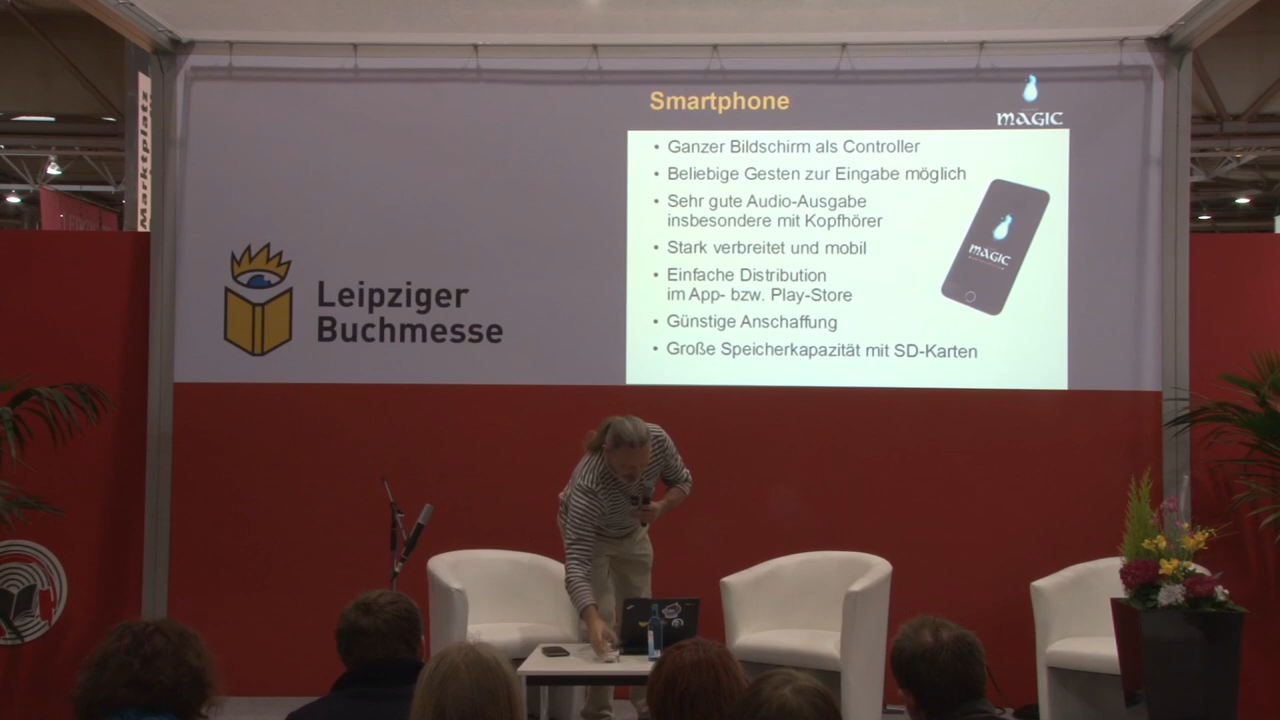 Marktplatz
Smartphone
MAGIC
• Ganzer Bildschirm als Controller
• Beliebige Gesten zur Eingabe möglich
• Sehr gute Audio-Ausgabe
insbesondere mit Kopfhörer
• Stark verbreitet und mobil
• Einfache Distribution
im App- bzw. Play-Store
• Günstige Anschaffung
• Große Speicherkapazität mit SD-Karten
MAGIC
Leipziger
Buchmesse